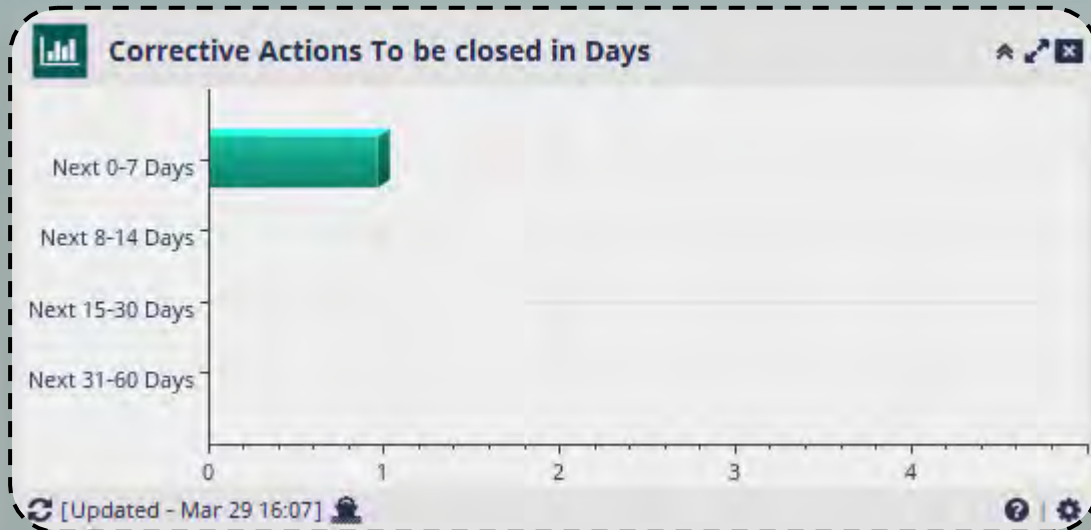 Corrective Actions To be closed in Days
Next 0-7 Days
Next 8-14 Days
Next 15-30 Days
Next 31-60 Days
0 1 2 3 4
[Updated - Mar 29 16:07]